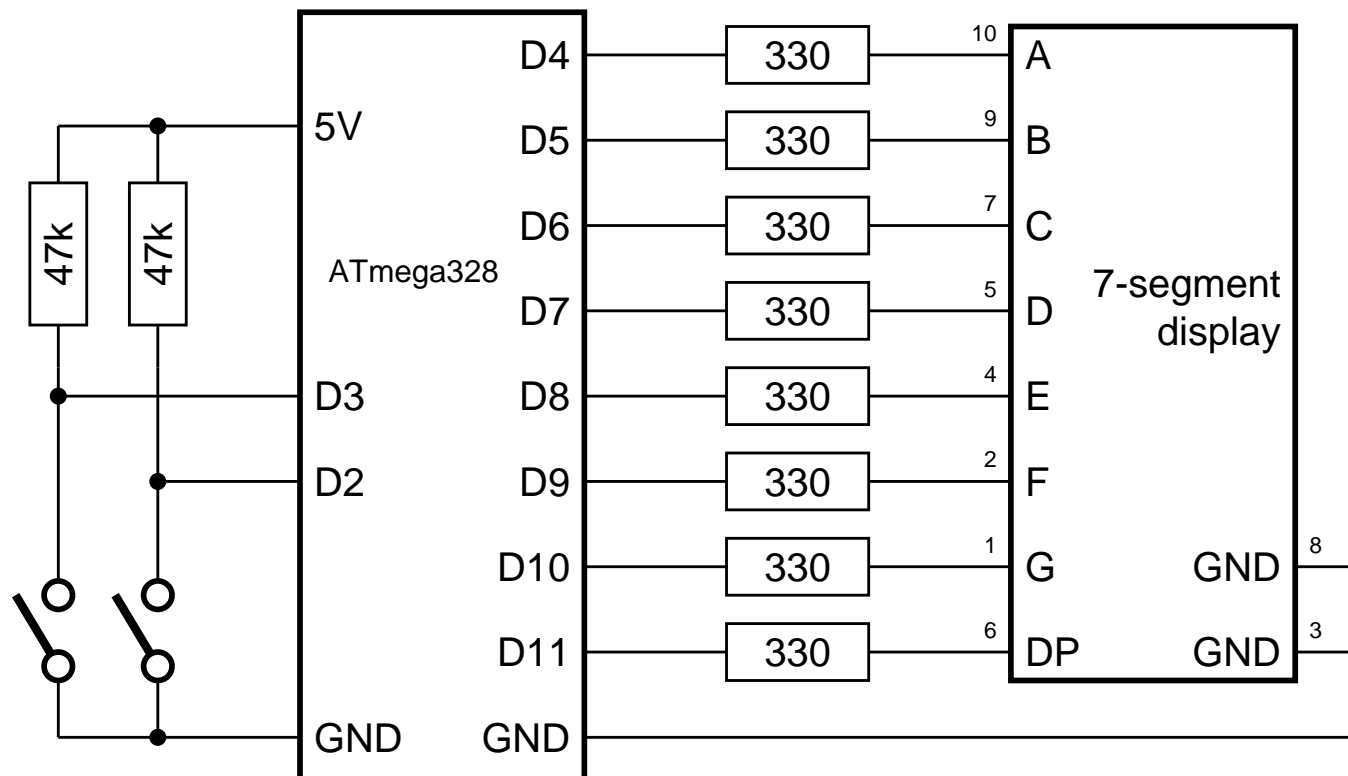 D4
330
10
A
5V
D5
330
9
B
47k
47k
D6
330
7
C
ATmega328
7-segment
display
D7
330
5
D
D3
D8
330
4
E
D2
D9
330
2
F
D10
330
1
G
GND
8
D11
330
6
DP
GND
3
GND
GND